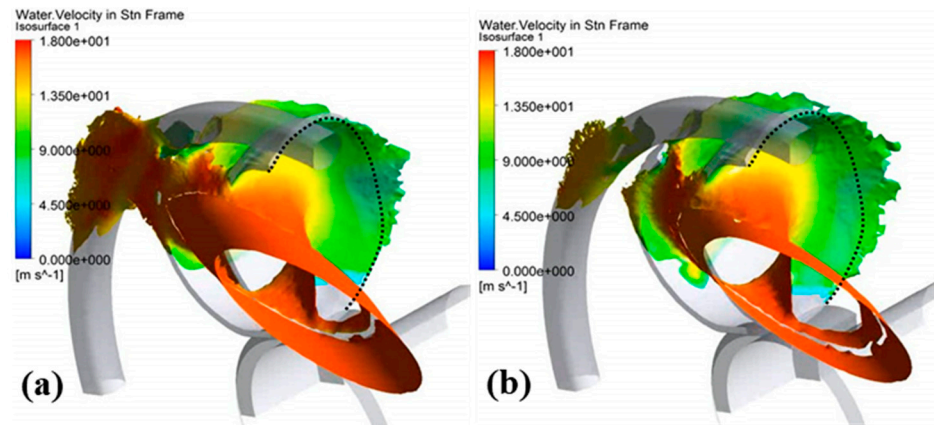 Water.Velocity in Stn Frame
Isosurface 1
1.800e+001
1.350e+001
9.000e+000
4.500e+000
0.000e+000
[m s^-1]
(a)
Water.Velocity in Stn Frame
Isosurface 1
1.800e+001
1.350e+001
9.000e+000
4.500e+000
0.000e+000
[m s^-1]
(b)